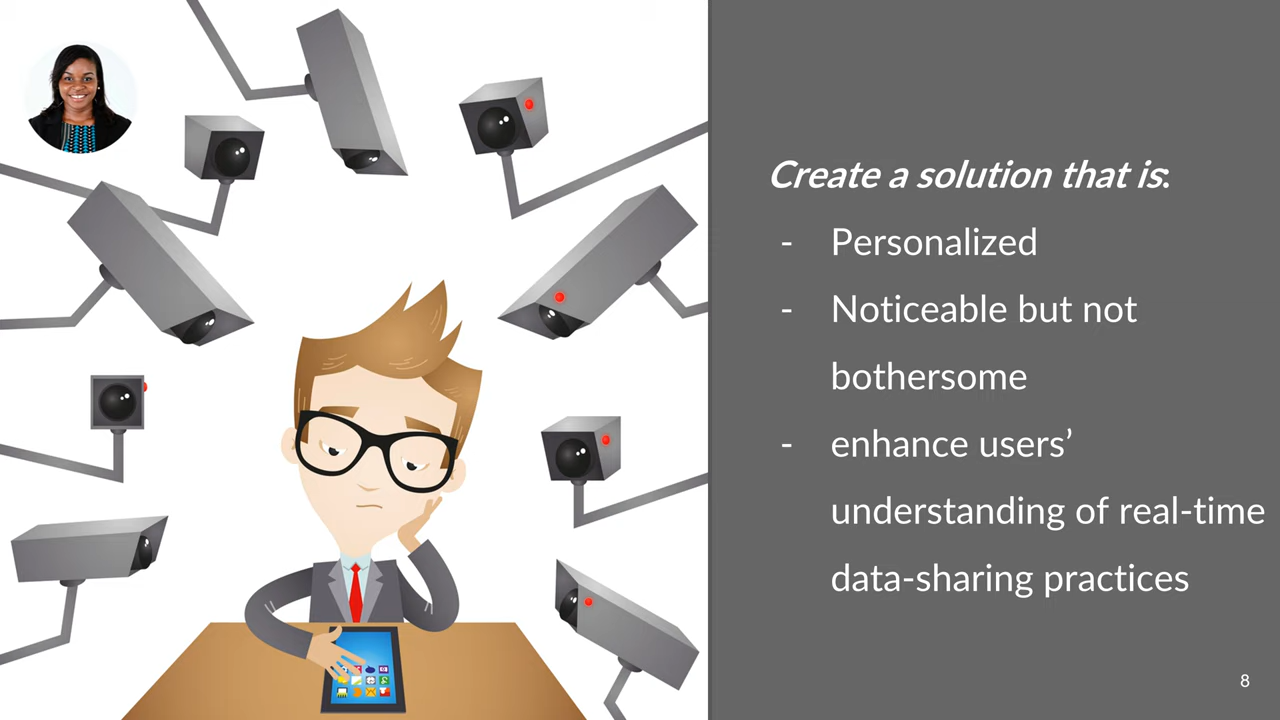 Create a solution that is:
- Personalized
- Noticeable but not
bothersome
- enhance users’
understanding of real-time
data-sharing practices
8